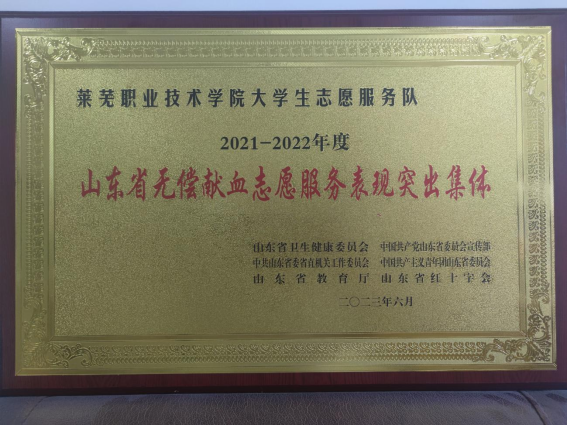 莱芜职业技术学院大学生志愿服务队
2021-2022年度
山东省无偿献血志愿服务表现突出集体
山东省卫生健康委员会 中国共产党山东省委员会宣传部
中共山东省委省直机关工作委员会 中国共产主义青年团山东省委员会
山东省教育厅 山东省红十字会
二〇二三年六月